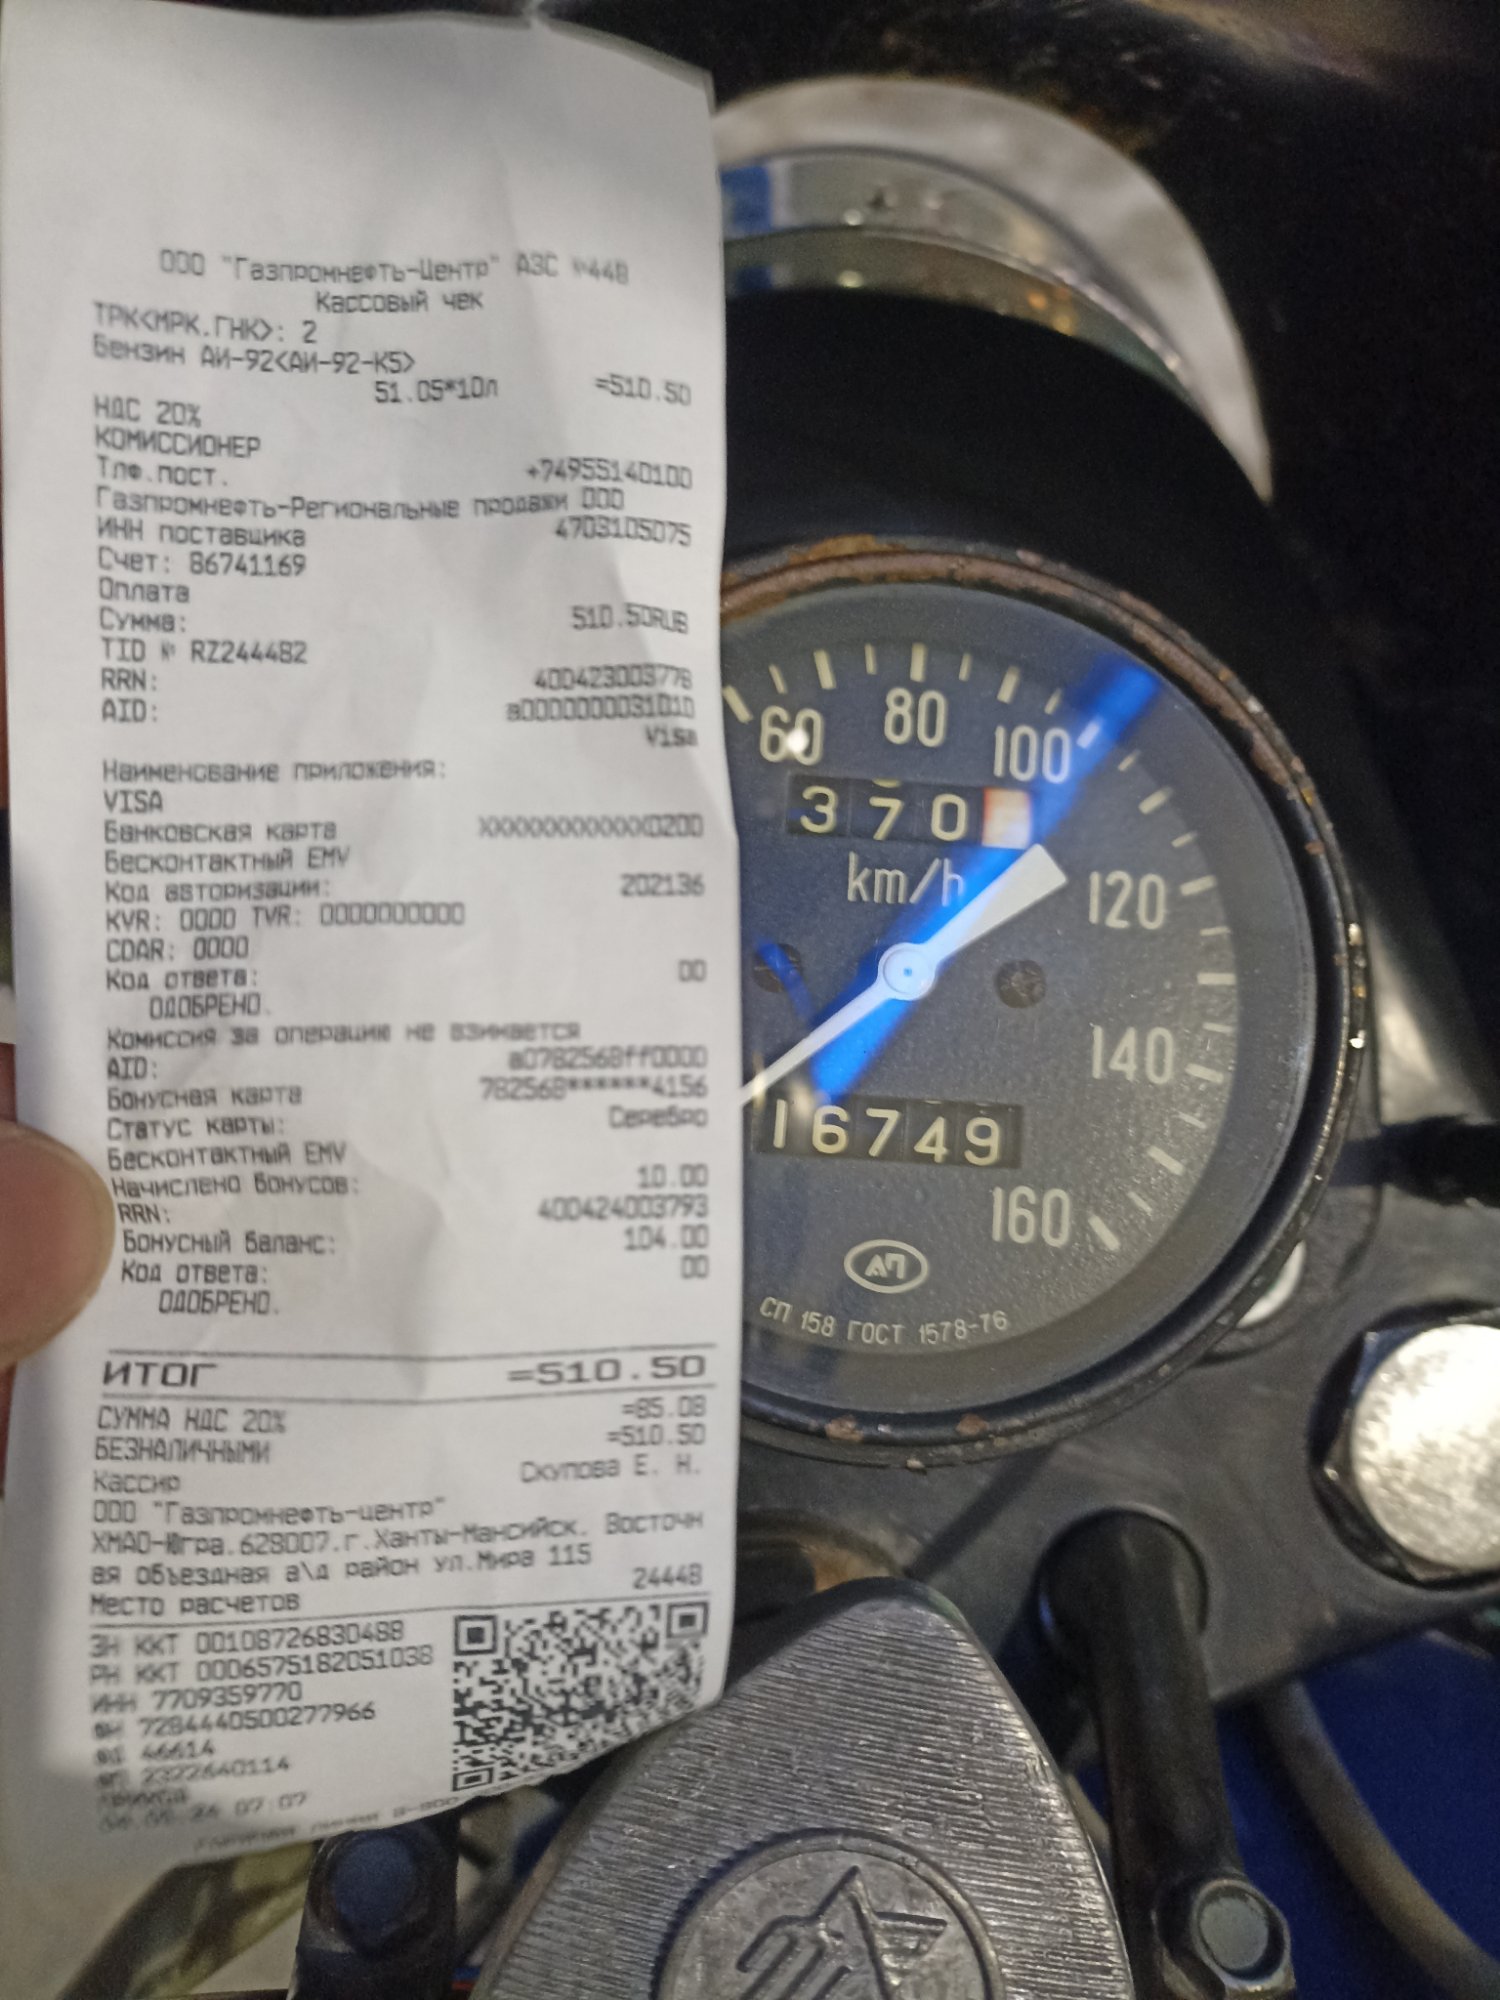 ООО "Газпромнефть-Центр" АЗС №448
Кассовый чек
ТРК<МРК.ГНК>: 2
Бензин АИ-92<АИ-92-К5>
51.05*10л =510.50
НДС 20%
КОМИССИОНЕР
Тлф.пост. +74955140100
Газпромнефть-Региональные продажи ООО
ИНН поставщика 4703105075
Счет: 86741169
Оплата
Сумма: 510.50RUB
TID № RZ244482
RRN: 400423003778
AID: a0000000031010
Visa
Наименование приложения:
VISA
Банковская карта XXXXXXXXXXXX0200
Бесконтактный EMV
Код авторизации: 202136
KVR: 0000 TVR: 0000000000
CDAR: 0000
Код ответа: 00
ОДОБРЕНО.
Комиссия за операцию не взимается
AID: a0782568ff0000
Бонусная карта 782568******4156
Статус карты: Серебро
Бесконтактный EMV
Начислено бонусов: 10.00
RRN: 400424003793
Бонусный баланс: 104.00
Код ответа: 00
ОДОБРЕНО.
ИТОГ =510.50
СУММА НДС 20% =85.08
БЕЗНАЛИЧНЫМИ =510.50
Кассир Скупова Е. Н.
ООО "Газпромнефть-центр"
ХМАО-Югра.628007.г.Ханты-Мансийск. Восточн
ая объездная а\д район ул.Мира 115
Место расчетов 24448
ЗН ККТ 00108726830488
РН ККТ 0006575182051038
ИНН 7709359770
ФН 7284440500277966
ФД 46614
ФП 2322640114
07:07
60
80
100
120
140
160
370
km/h
16749
АП
СП 158 ГОСТ 1578-76